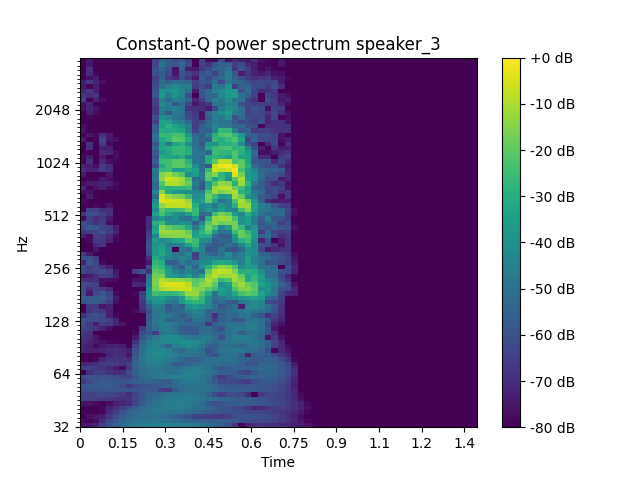 Constant-Q power spectrum speaker_3
Hz
2048
1024
512
256
128
64
32
0 0.15 0.3 0.45 0.6 0.75 0.9 1.1 1.2 1.4
Time
+0 dB
-10 dB
-20 dB
-30 dB
-40 dB
-50 dB
-60 dB
-70 dB
-80 dB